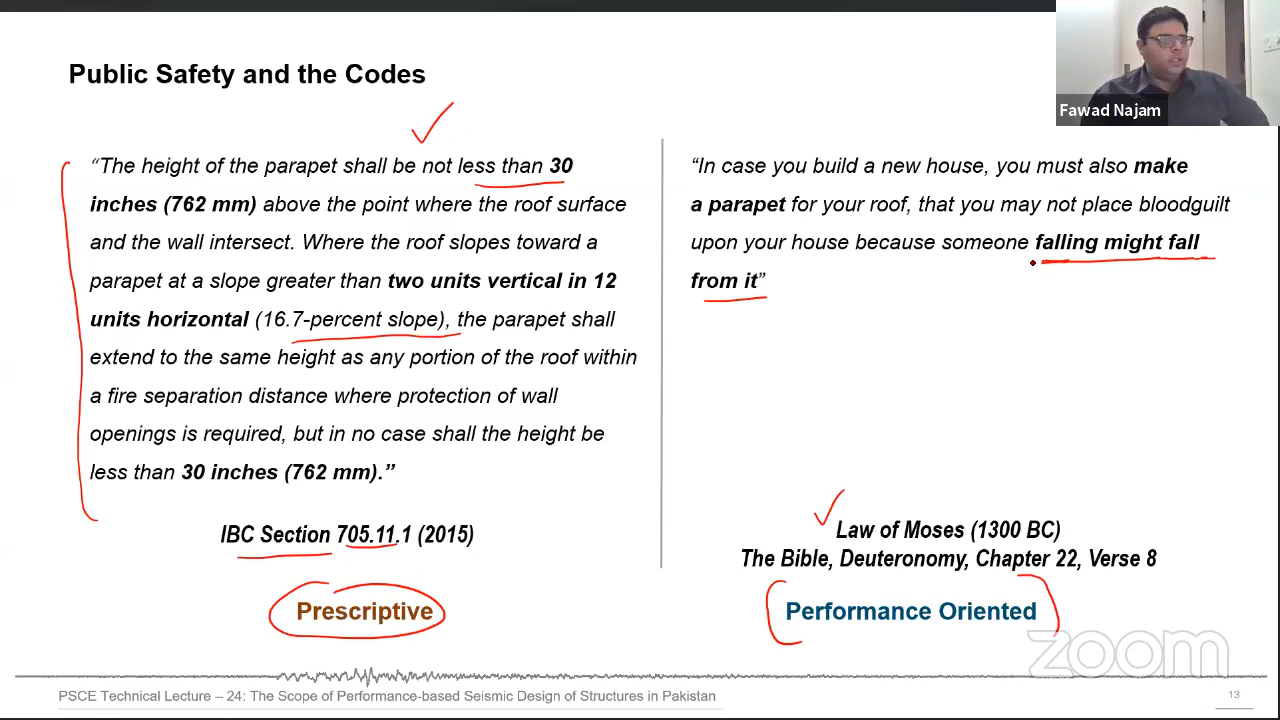 Fawad Najam
Public Safety and the Codes
“The height of the parapet shall be not less than 30
inches (762 mm) above the point where the roof surface
and the wall intersect. Where the roof slopes toward a
parapet at a slope greater than two units vertical in 12
units horizontal (16.7-percent slope), the parapet shall
extend to the same height as any portion of the roof within
a fire separation distance where protection of wall
openings is required, but in no case shall the height be
less than 30 inches (762 mm).”
IBC Section 705.11.1 (2015)
Prescriptive
“In case you build a new house, you must also make
a parapet for your roof, that you may not place bloodguilt
upon your house because someone falling might fall
from it”
Law of Moses (1300 BC)
The Bible, Deuteronomy, Chapter 22, Verse 8
Performance Oriented
zoom
PSCE Technical Lecture – 24: The Scope of Performance-based Seismic Design of Structures in Pakistan
13